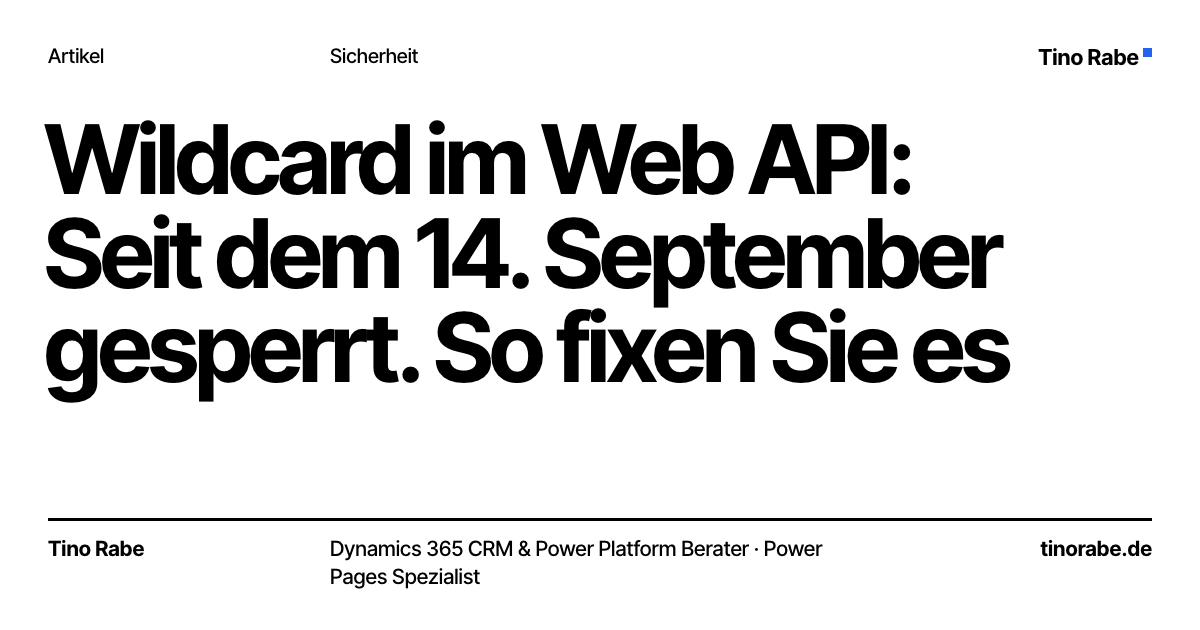 Artikel
Sicherheit
Tino Rabe
Wildcard im Web API:
Seit dem 14. September
gesperrt. So fixen Sie es
Tino Rabe
Dynamics 365 CRM & Power Platform Berater · Power
Pages Spezialist
tinorabe.de